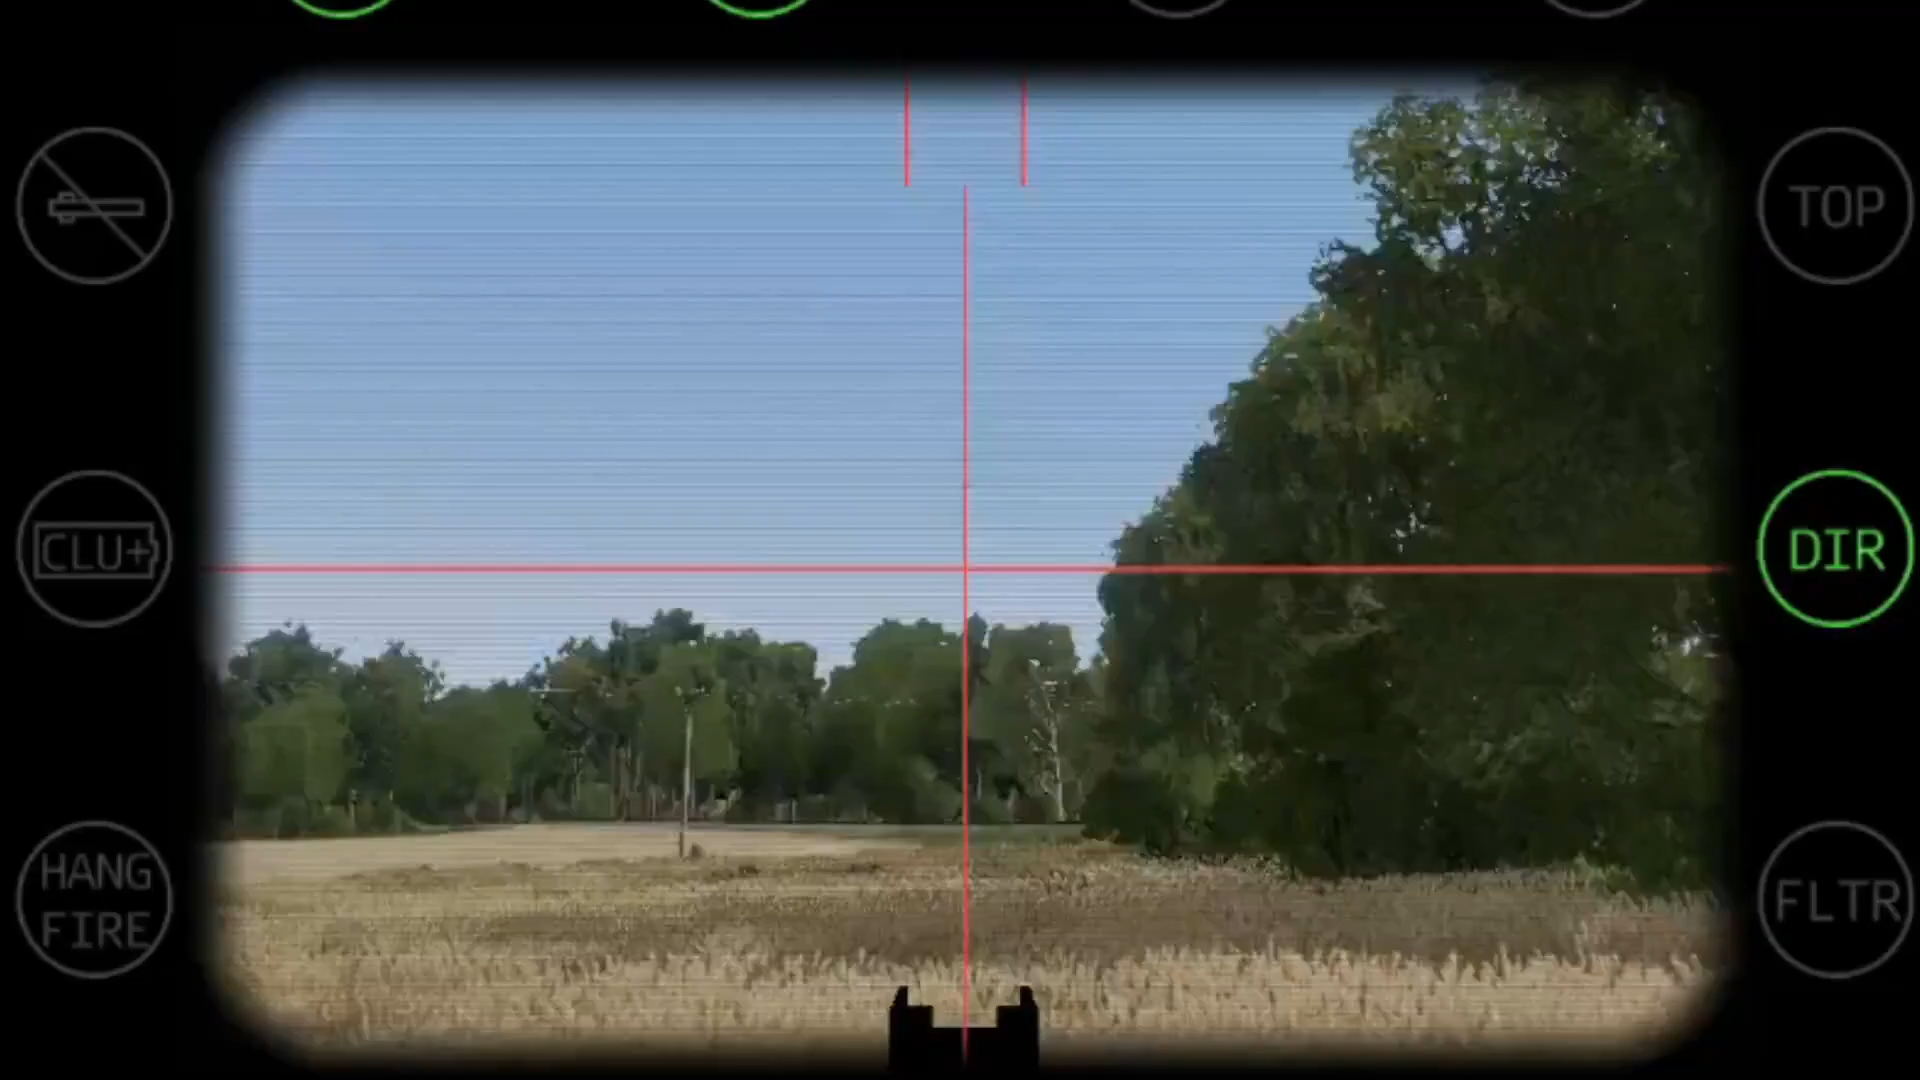 TOP
CLU+
DIR
HANG
FIRE
FLTR